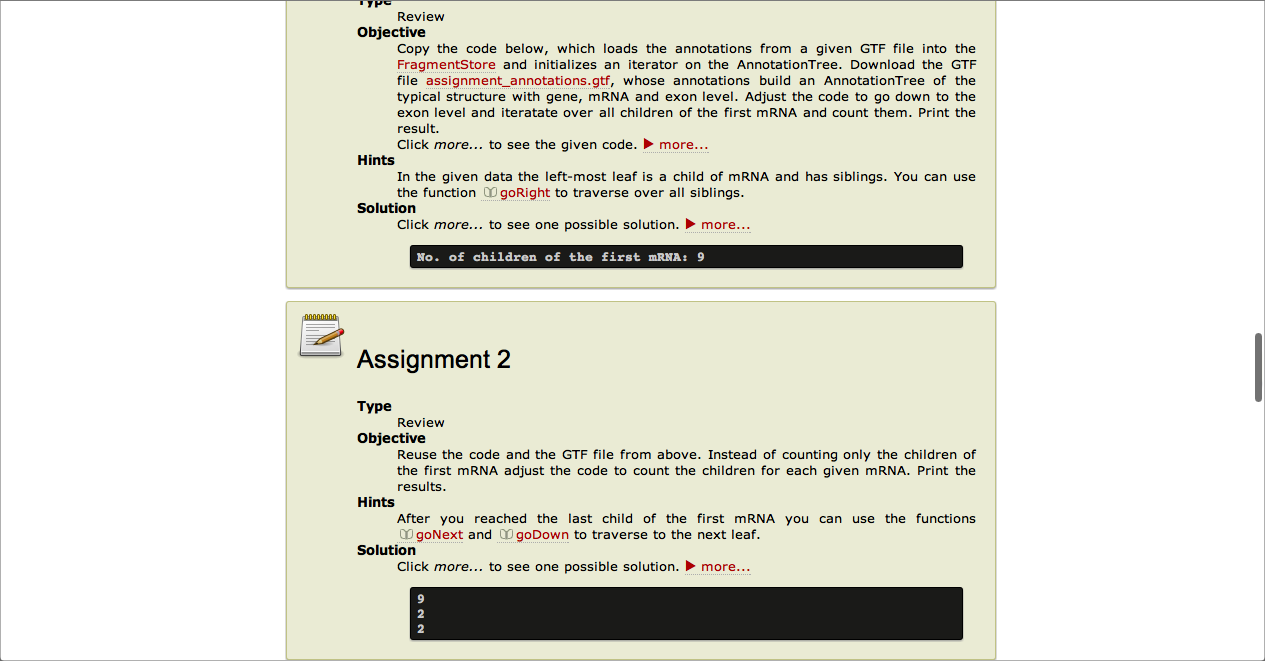 Type
Review
Objective
Copy the code below, which loads the annotations from a given GTF file into the
FragmentStore and initializes an iterator on the AnnotationTree. Download the GTF
file assignment_annotations.gtf, whose annotations build an AnnotationTree of the
typical structure with gene, mRNA and exon level. Adjust the code to go down to the
exon level and iteratate over all children of the first mRNA and count them. Print the
result.
Click more... to see the given code. more...
Hints
In the given data the left-most leaf is a child of mRNA and has siblings. You can use
the function goRight to traverse over all siblings.
Solution
Click more... to see one possible solution. more...
No. of children of the first mRNA: 9
Assignment 2
Type
Review
Objective
Reuse the code and the GTF file from above. Instead of counting only the children of
the first mRNA adjust the code to count the children for each given mRNA. Print the
results.
Hints
After you reached the last child of the first mRNA you can use the functions
goNext and goDown to traverse to the next leaf.
Solution
Click more... to see one possible solution. more...
9
2
2